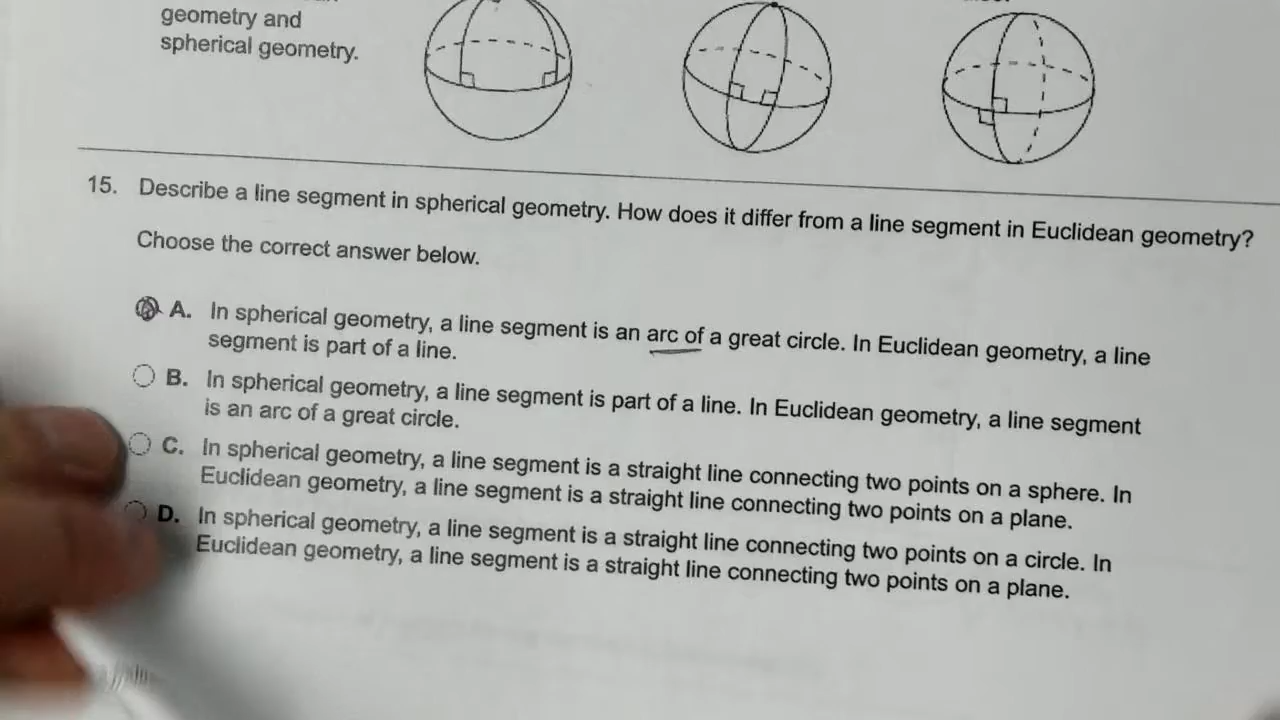 geometry and
spherical geometry.
15. Describe a line segment in spherical geometry. How does it differ from a line segment in Euclidean geometry?
Choose the correct answer below.
A. In spherical geometry, a line segment is an arc of a great circle. In Euclidean geometry, a line
segment is part of a line.
B. In spherical geometry, a line segment is part of a line. In Euclidean geometry, a line segment
is an arc of a great circle.
C. In spherical geometry, a line segment is a straight line connecting two points on a sphere. In
Euclidean geometry, a line segment is a straight line connecting two points on a plane.
D. In spherical geometry, a line segment is a straight line connecting two points on a circle. In
Euclidean geometry, a line segment is a straight line connecting two points on a plane.